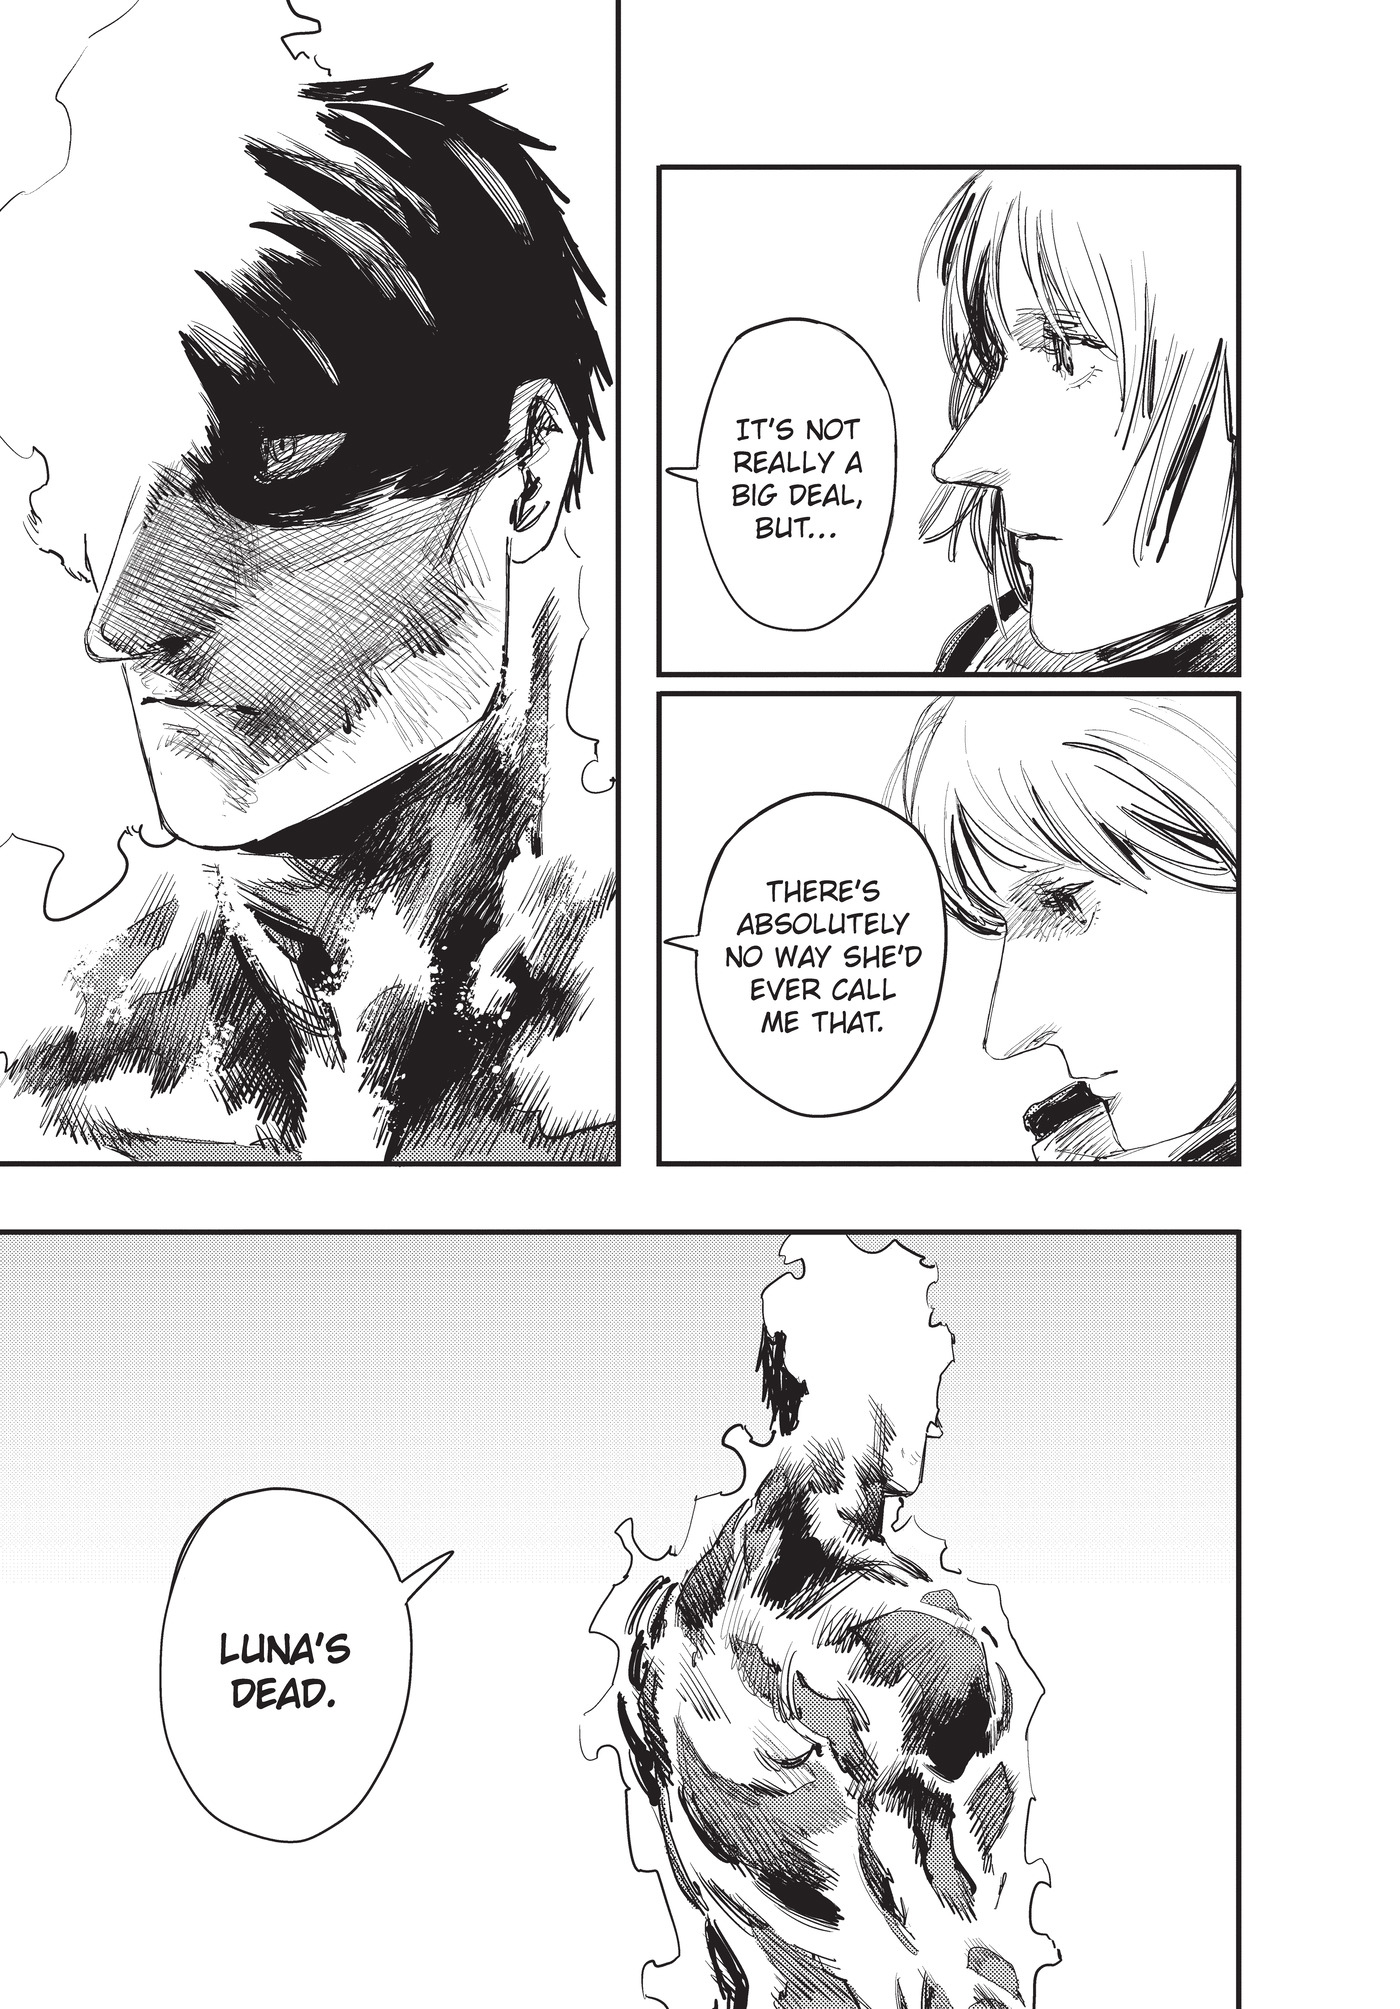 IT'S NOT
REALLY A
BIG DEAL,
BUT...
THERE'S
ABSOLUTELY
NO WAY SHE'D
EVER CALL
ME THAT.
LUNA'S
DEAD.